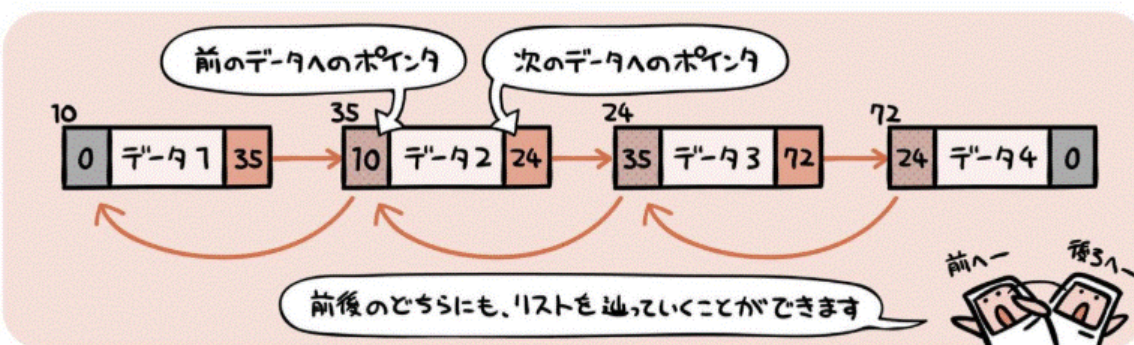 前のデータへのポインタ
次のデータへのポインタ
10
35
24
72
0 データ1 35
10 データ2 24
35 データ3 72
24 データ4 0
前へー
後ろへー
前後のどちらにも、リストを辿っていくことができます